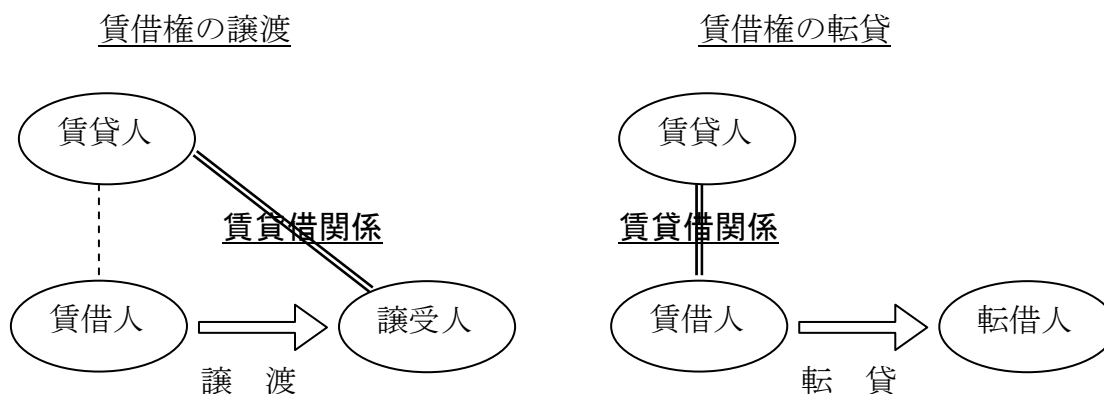 賃借権の譲渡
賃貸人
賃貸借関係
賃借人
譲受人
譲 渡
賃借権の転貸
賃貸人
賃貸借関係
賃借人
転借人
転 貸